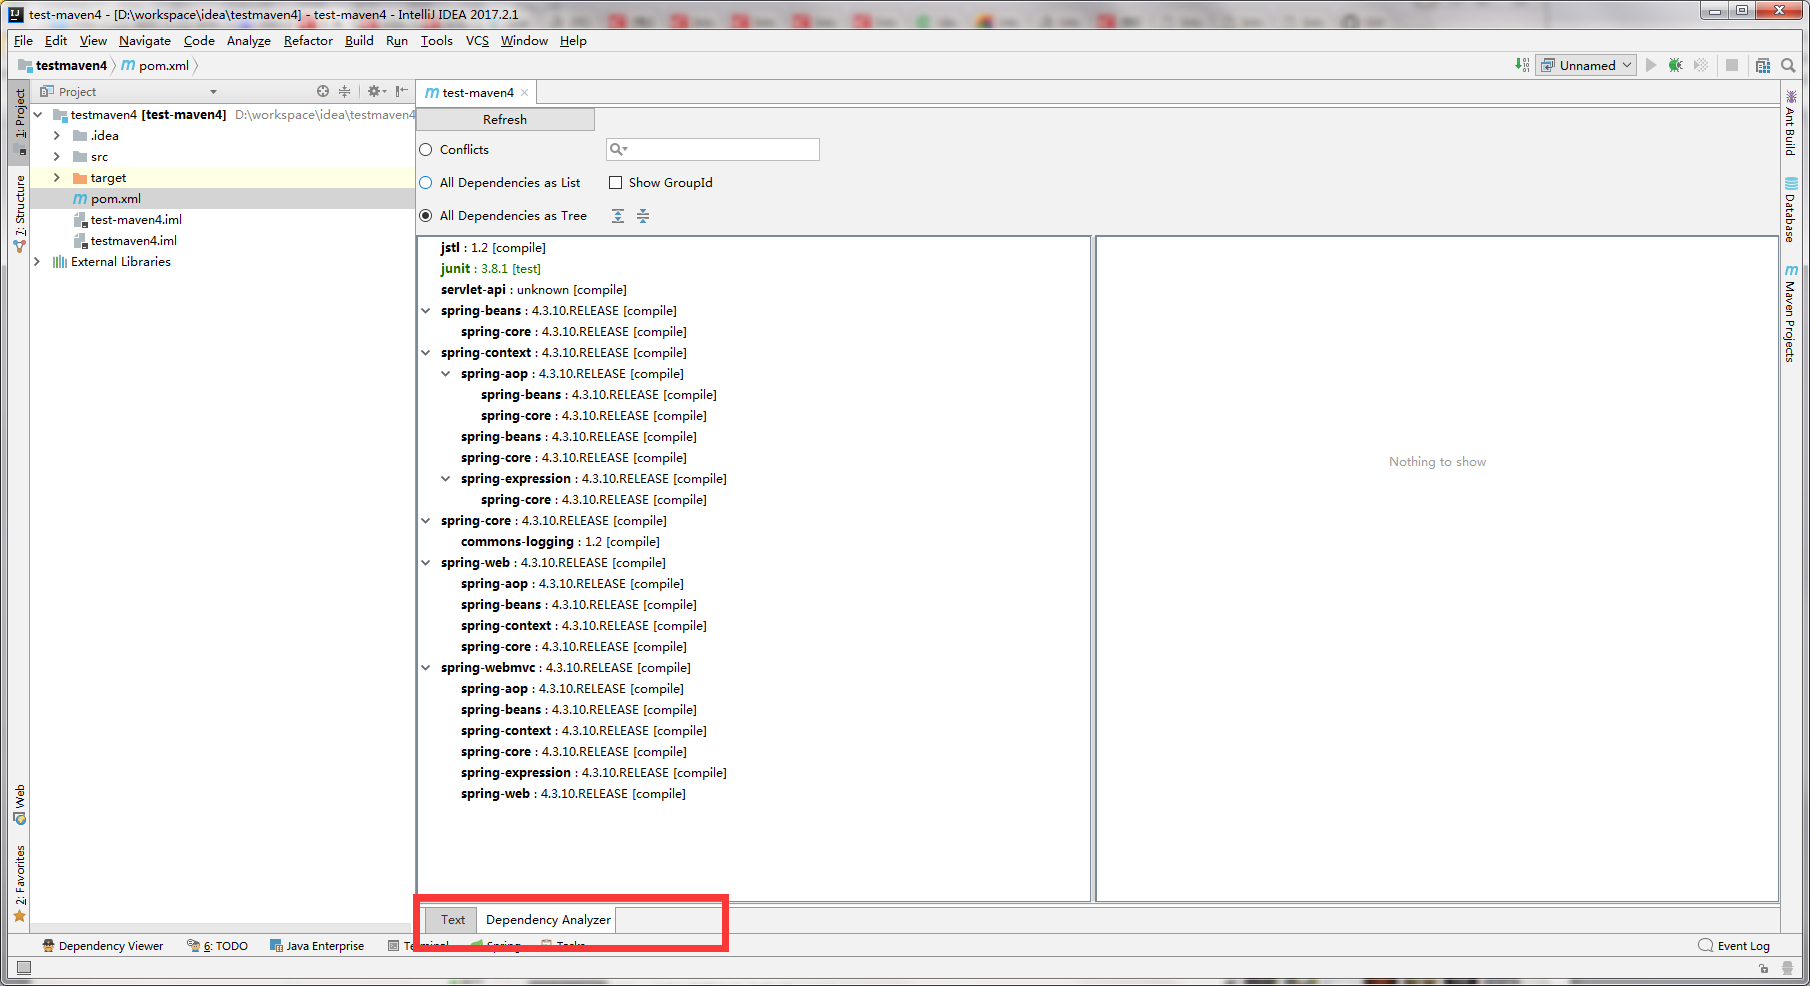 test-maven4 - [D:\workspace\idea\testmaven4] - test-maven4 - IntelliJ IDEA 2017.2.1
File Edit View Navigate Code Analyze Refactor Build Run Tools VCS Window Help
testmaven4 pom.xml
Unnamed
Project
test-maven4
testmaven4 [test-maven4] D:\workspace\idea\testmaven4
.idea
src
target
pom.xml
test-maven4.iml
testmaven4.iml
External Libraries
1: Project
7: Structure
Web
2: Favorites
Refresh
Conflicts
All Dependencies as List Show GroupId
All Dependencies as Tree
jstl : 1.2 [compile]
junit : 3.8.1 [test]
servlet-api : unknown [compile]
spring-beans : 4.3.10.RELEASE [compile]
spring-core : 4.3.10.RELEASE [compile]
spring-context : 4.3.10.RELEASE [compile]
spring-aop : 4.3.10.RELEASE [compile]
spring-beans : 4.3.10.RELEASE [compile]
spring-core : 4.3.10.RELEASE [compile]
spring-beans : 4.3.10.RELEASE [compile]
spring-core : 4.3.10.RELEASE [compile]
spring-expression : 4.3.10.RELEASE [compile]
spring-core : 4.3.10.RELEASE [compile]
spring-core : 4.3.10.RELEASE [compile]
commons-logging : 1.2 [compile]
spring-web : 4.3.10.RELEASE [compile]
spring-aop : 4.3.10.RELEASE [compile]
spring-beans : 4.3.10.RELEASE [compile]
spring-context : 4.3.10.RELEASE [compile]
spring-core : 4.3.10.RELEASE [compile]
spring-webmvc : 4.3.10.RELEASE [compile]
spring-aop : 4.3.10.RELEASE [compile]
spring-beans : 4.3.10.RELEASE [compile]
spring-context : 4.3.10.RELEASE [compile]
spring-core : 4.3.10.RELEASE [compile]
spring-expression : 4.3.10.RELEASE [compile]
spring-web : 4.3.10.RELEASE [compile]
Nothing to show
Ant Build
Database
Maven Projects
Text Dependency Analyzer
Dependency Viewer 6: TODO Java Enterprise Terminal Spring Tasks Event Log